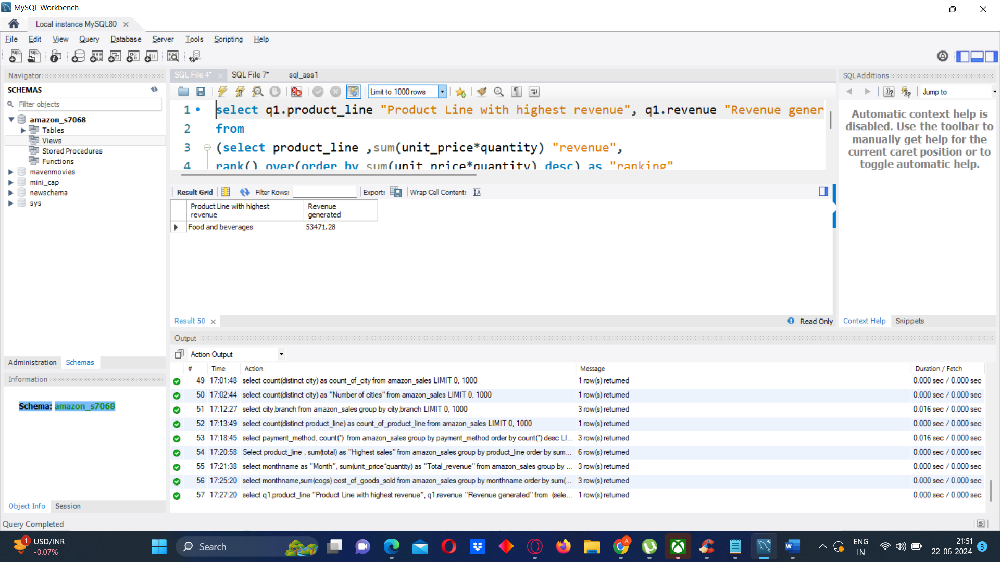 MySQL Workbench
Local instance MySQL80
File Edit View Query Database Server Tools Scripting Help
Navigator
SCHEMAS
Filter objects
amazon_s7068
Tables
Views
Stored Procedures
Functions
mavenmovies
mini_cap
newschema
sys
Administration Schemas
Information
Schema: amazon_s7068
Object Info Session
Query Completed
SQL File 4* SQL File 7* sql_ass1
Limit to 1000 rows
1 select q1.product_line "Product Line with highest revenue", q1.revenue "Revenue gener
2 from
3 (select product_line ,sum(unit_price*quantity) "revenue",
4 rank() over(order by sum(unit_price*quantity) desc) as "ranking"
Result Grid Filter Rows: Export: Wrap Cell Content:
Product Line with highest revenue Revenue generated
Food and beverages 53471.28
Result 50 Read Only
SQLAdditions
Jump to
Automatic context help is
disabled. Use the toolbar to
manually get help for the
current caret position or to
toggle automatic help.
Context Help Snippets
Output
Action Output
# Time Action Message Duration / Fetch
49 17:01:48 select count(distinct city) as count_of_city from amazon_sales LIMIT 0, 1000 1 row(s) returned 0.000 sec / 0.000 sec
50 17:02:44 select count(distinct city) as "Number of cities" from amazon_sales LIMIT 0, 1000 1 row(s) returned 0.000 sec / 0.000 sec
51 17:12:27 select city,branch from amazon_sales group by city,branch LIMIT 0, 1000 3 row(s) returned 0.016 sec / 0.000 sec
52 17:13:49 select count(distinct product_line) as count_of_product_line from amazon_sales LIMIT 0, 1000 1 row(s) returned 0.000 sec / 0.000 sec
53 17:18:45 select payment_method, count(*) from amazon_sales group by payment_method order by count(*) desc LI... 3 row(s) returned 0.016 sec / 0.000 sec
54 17:20:58 Select product_line , sum(total) as "Highest sales" from amazon_sales group by product_line order by sum... 6 row(s) returned 0.000 sec / 0.000 sec
55 17:21:38 select monthname as "Month", sum(unit_price*quantity) as "Total_revenue" from amazon_sales group by ... 3 row(s) returned 0.000 sec / 0.000 sec
56 17:25:20 select monthname,sum(cogs) cost_of_goods_sold from amazon_sales group by monthname order by sum(... 3 row(s) returned 0.000 sec / 0.000 sec
57 17:27:20 select q1.product_line "Product Line with highest revenue", q1.revenue "Revenue generated" from (sele... 1 row(s) returned 0.000 sec / 0.000 sec
1 USD/INR
-0.07%
Search
A
ENG
IN
21:51
22-06-2024
3